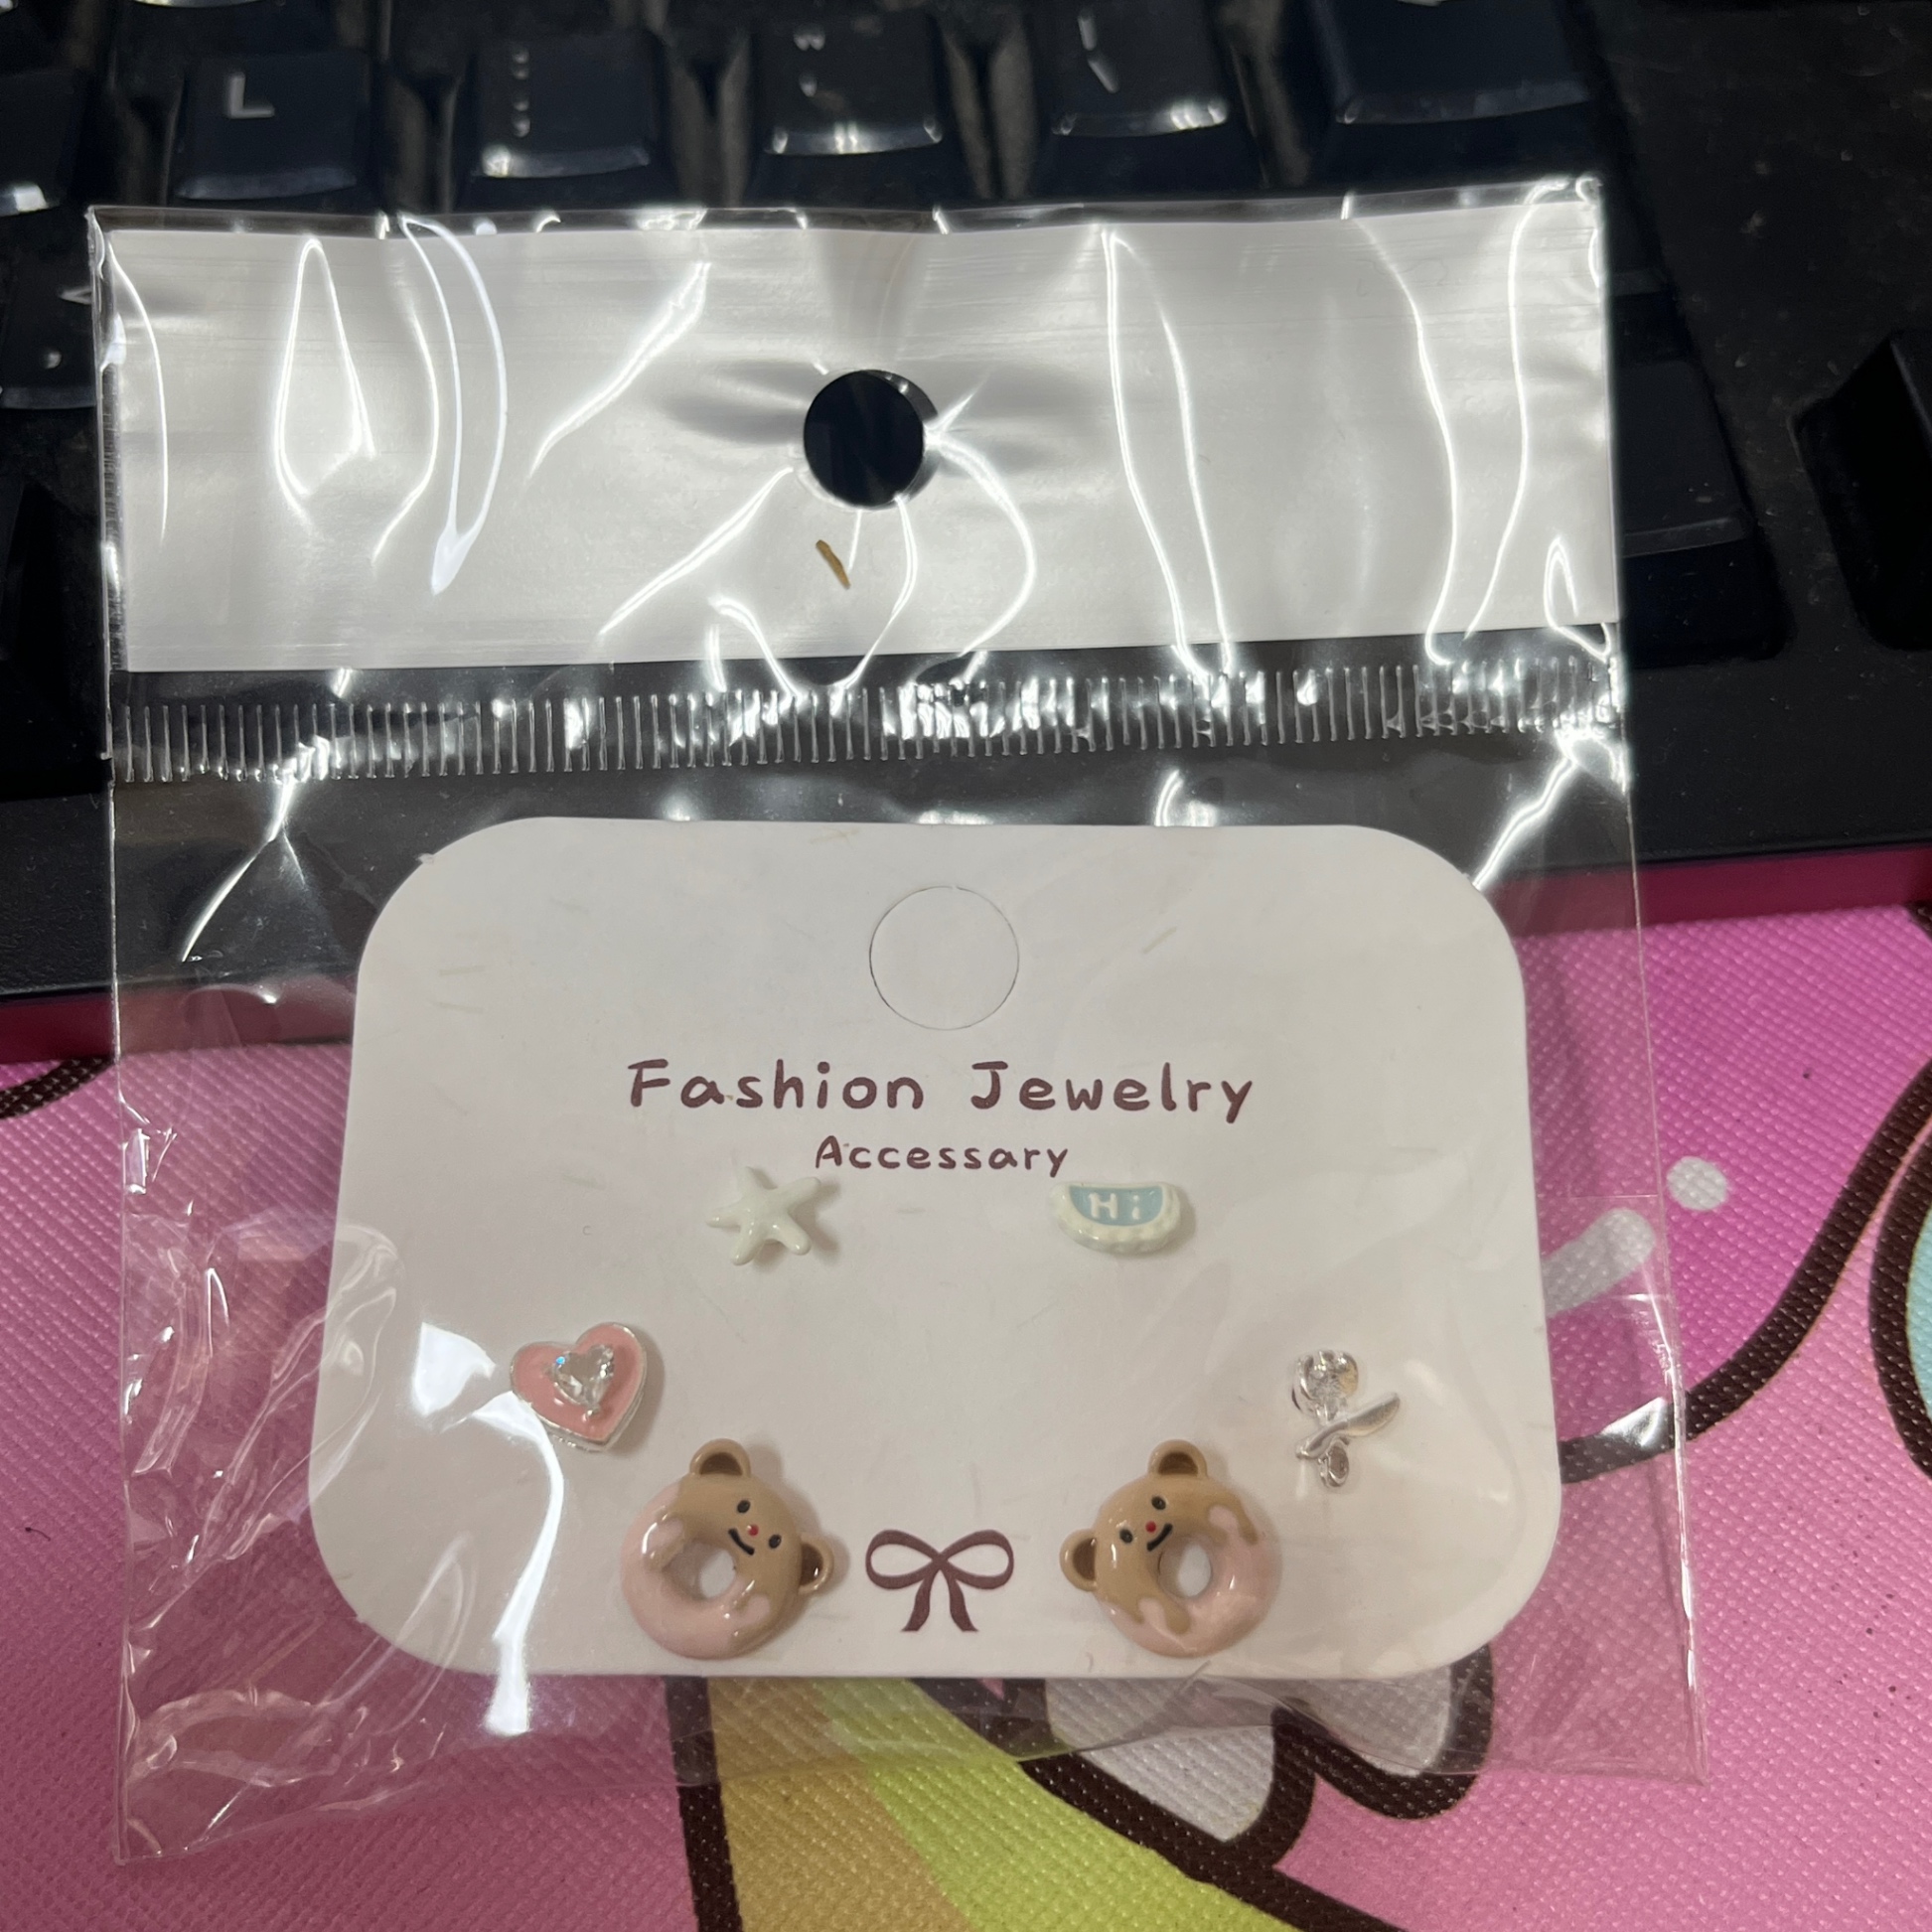 L
Fashion Jewelry
Accessary
Hi